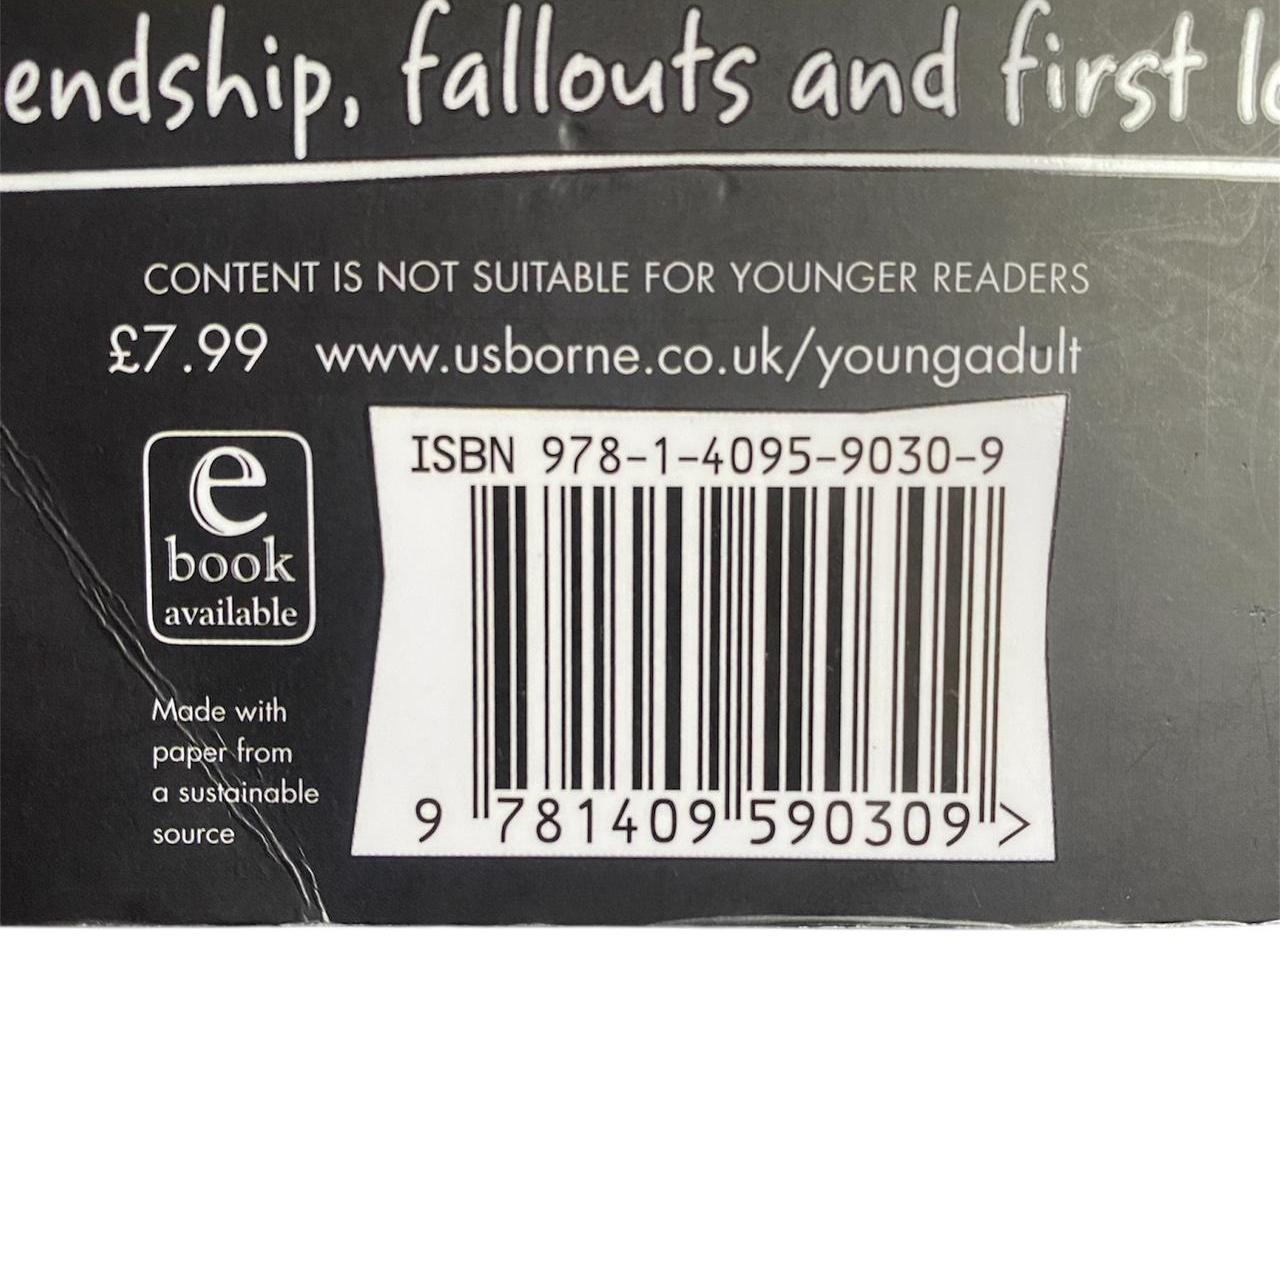 endship, fallouts and first lo
CONTENT IS NOT SUITABLE FOR YOUNGER READERS
£7.99 www.usborne.co.uk/youngadult
e
book
available
Made with
paper from
a sustainable
source
ISBN 978-1-4095-9030-9
9 781409 590309 >